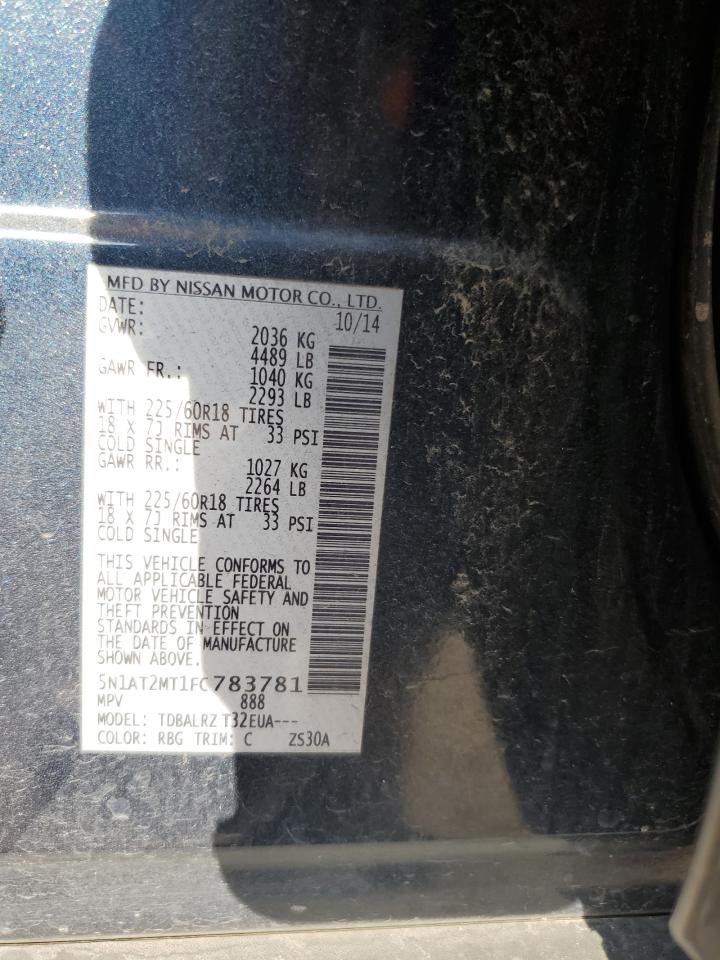 MFD BY NISSAN MOTOR CO., LTD.
DATE: 10/14
GVWR: 2036 KG
4489 LB
GAWR FR.: 1040 KG
2293 LB
WITH 225/60R18 TIRES
18 X 7J RIMS AT 33 PSI
COLD SINGLE
GAWR RR.: 1027 KG
2264 LB
WITH 225/60R18 TIRES
18 X 7J RIMS AT 33 PSI
COLD SINGLE
THIS VEHICLE CONFORMS TO
ALL APPLICABLE FEDERAL
MOTOR VEHICLE SAFETY AND
THEFT PREVENTION
STANDARDS IN EFFECT ON
THE DATE OF MANUFACTURE
SHOWN ABOVE.
5N1AT2MT1FC783781
MPV 888
MODEL: TDBALRZ T32EUA---
COLOR: RBG TRIM: C ZS30A